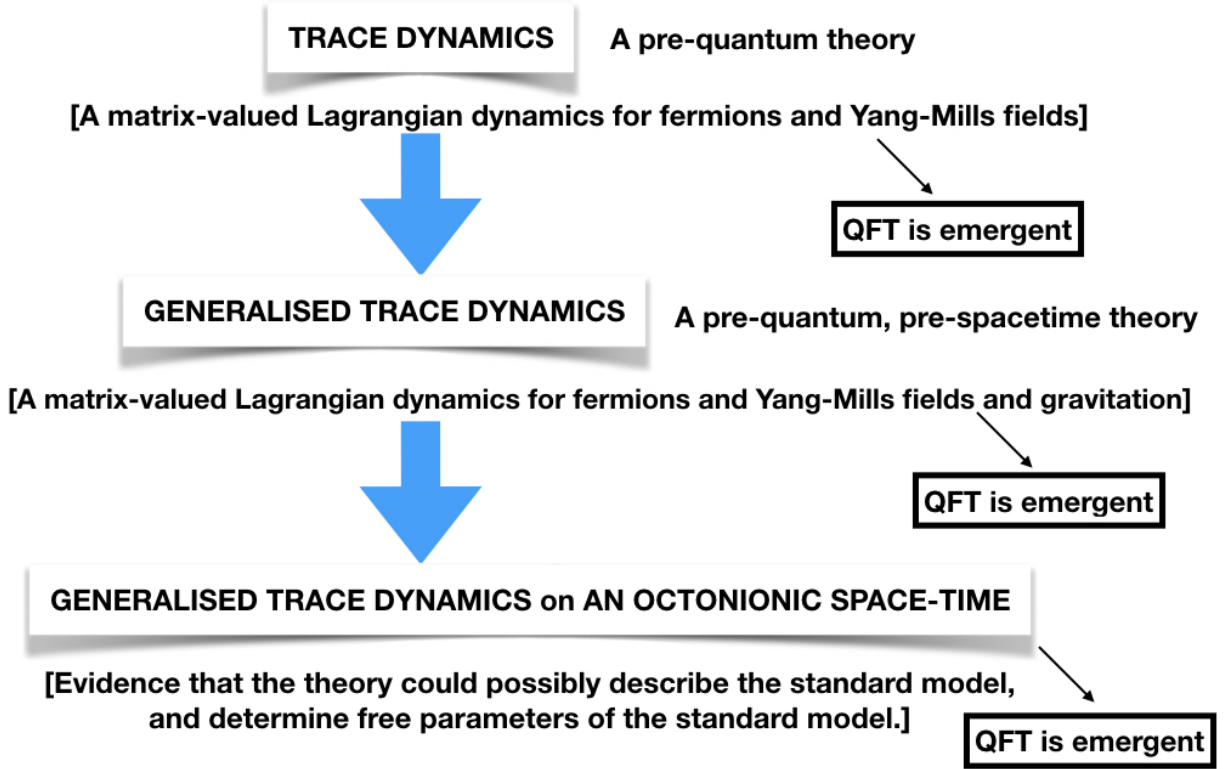 TRACE DYNAMICS
A pre-quantum theory
[A matrix-valued Lagrangian dynamics for fermions and Yang-Mills fields]
QFT is emergent
GENERALISED TRACE DYNAMICS
A pre-quantum, pre-spacetime theory
[A matrix-valued Lagrangian dynamics for fermions and Yang-Mills fields and gravitation]
QFT is emergent
GENERALISED TRACE DYNAMICS on AN OCTONIONIC SPACE-TIME
[Evidence that the theory could possibly describe the standard model,
and determine free parameters of the standard model.]
QFT is emergent